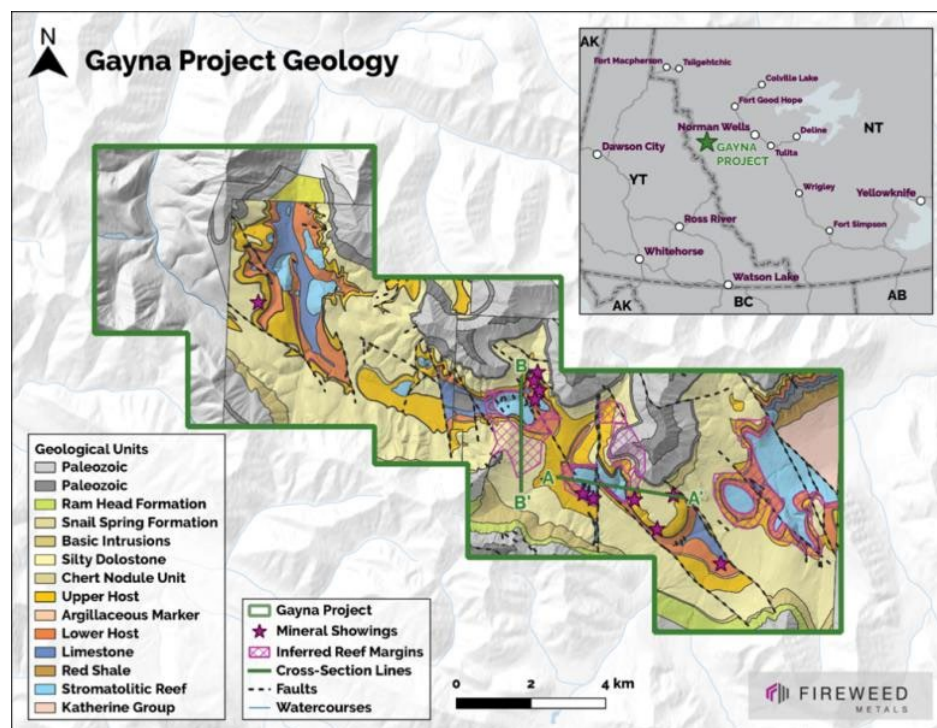 N
Gayna Project Geology
AK
Fort Macpherson
Tsiigehtchic
Colville Lake
Fort Good Hope
NT
Norman Wells
Deline
GAYNA
PROJECT
Tulita
Dawson City
YT
Wrigley
Yellowknife
Ross River
Fort Simpson
Whitehorse
Watson Lake
AK
BC
AB
B
A
A'
B'
Geological Units
Paleozoic
Paleozoic
Ram Head Formation
Snail Spring Formation
Basic Intrusions
Silty Dolostone
Chert Nodule Unit
Upper Host
Argillaceous Marker
Lower Host
Limestone
Red Shale
Stromatolitic Reef
Katherine Group
Gayna Project
Mineral Showings
Inferred Reef Margins
Cross-Section Lines
Faults
Watercourses
0 2 4 km
FIREWEED
METALS